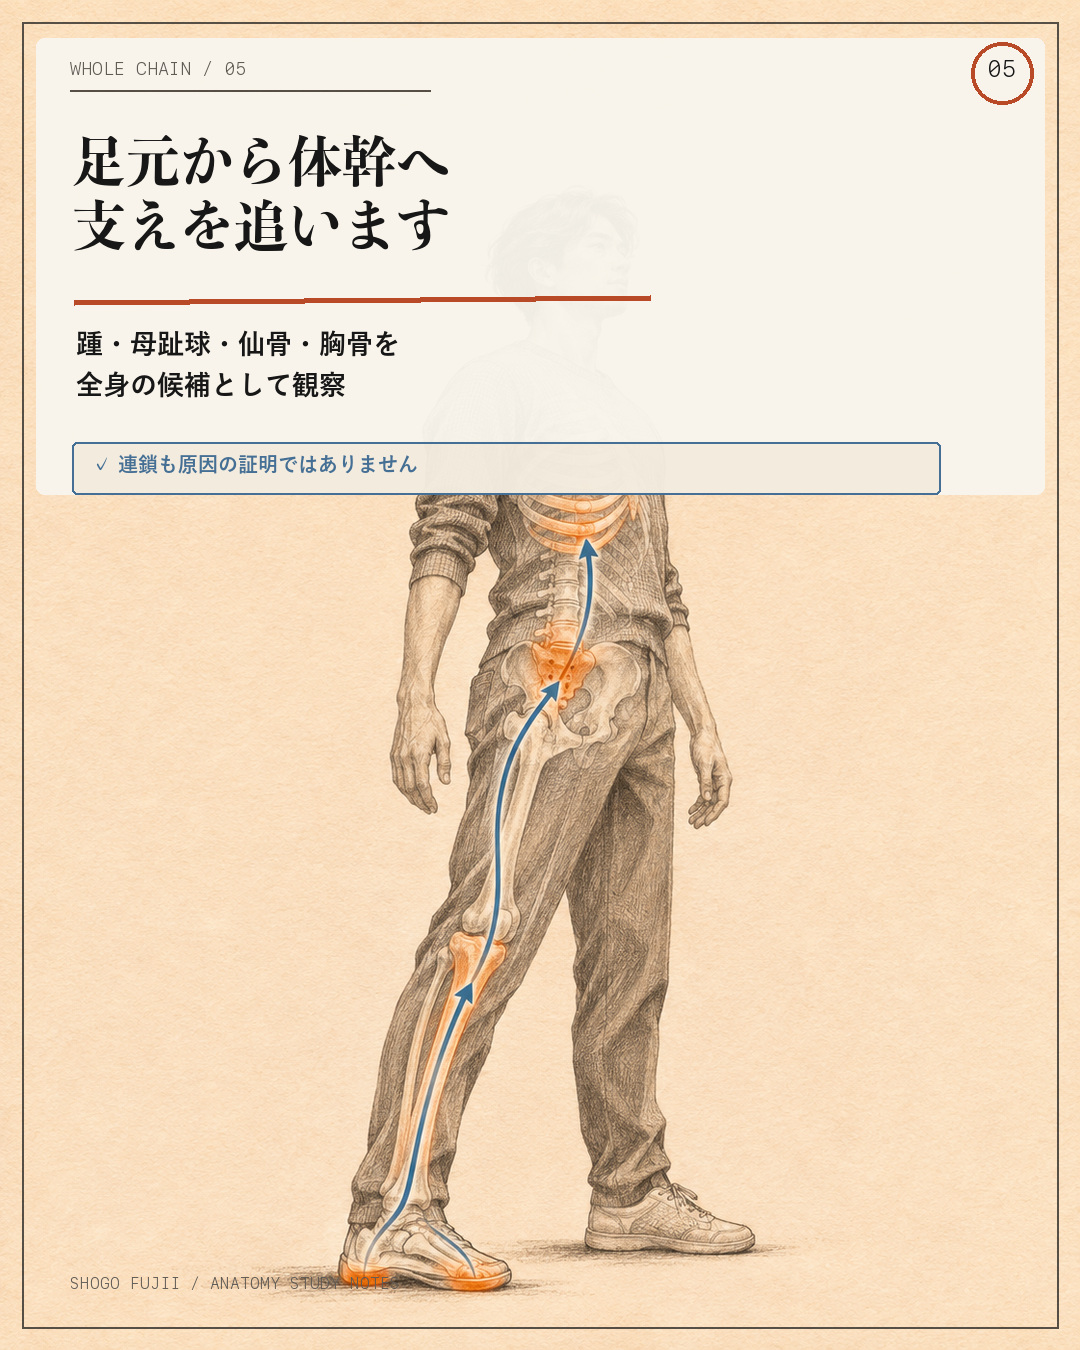 WHOLE CHAIN / 05
05
足元から体幹へ
支えを追います
踵・母趾球・仙骨・胸骨を
全身の候補として観察
✓ 連鎖も原因の証明ではありません
SHOGO FUJII / ANATOMY STUDY NOTES